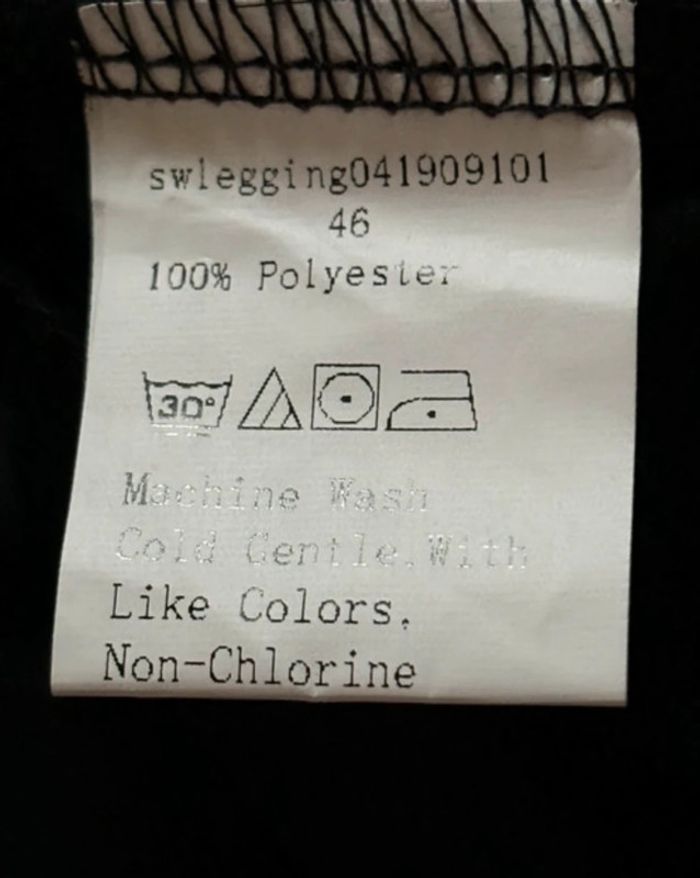 swlegging041909101
46
100% Polyester
30°
Machine Wash
Cold Gentle.With
Like Colors.
Non-Chlorine